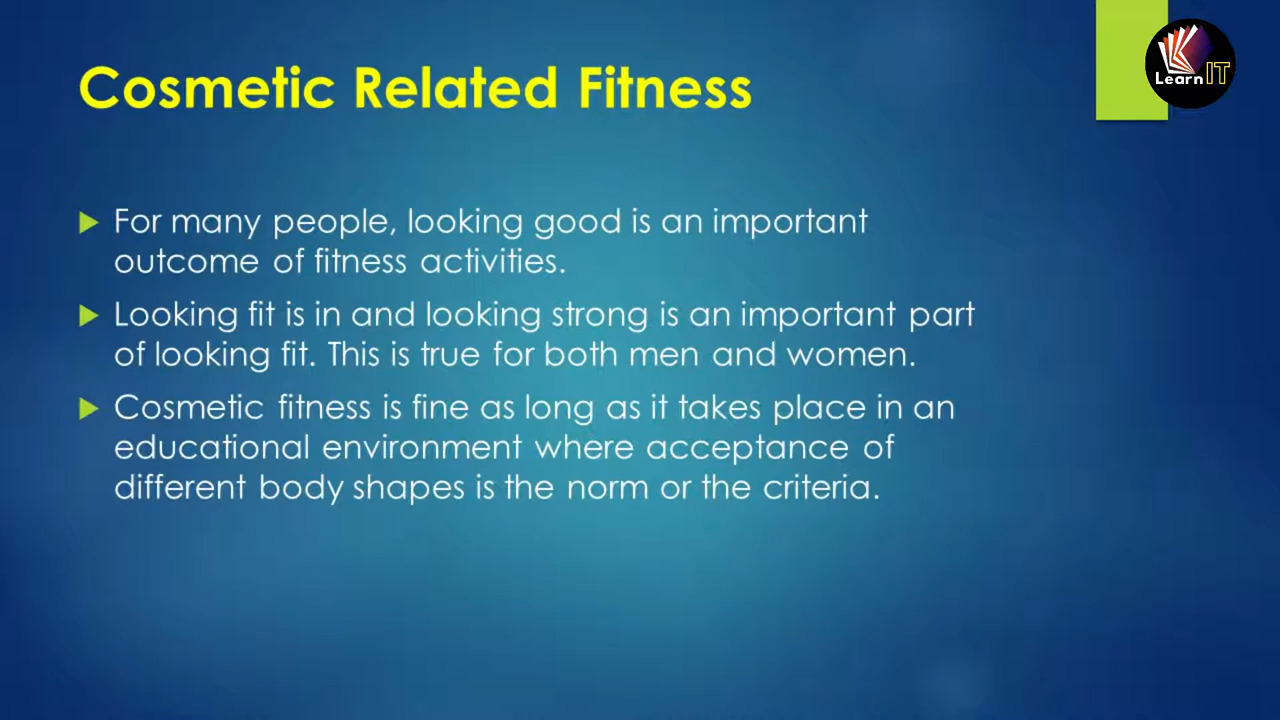 Cosmetic Related Fitness
Learn IT
For many people, looking good is an important
outcome of fitness activities.
Looking fit is in and looking strong is an important part
of looking fit. This is true for both men and women.
Cosmetic fitness is fine as long as it takes place in an
educational environment where acceptance of
different body shapes is the norm or the criteria.